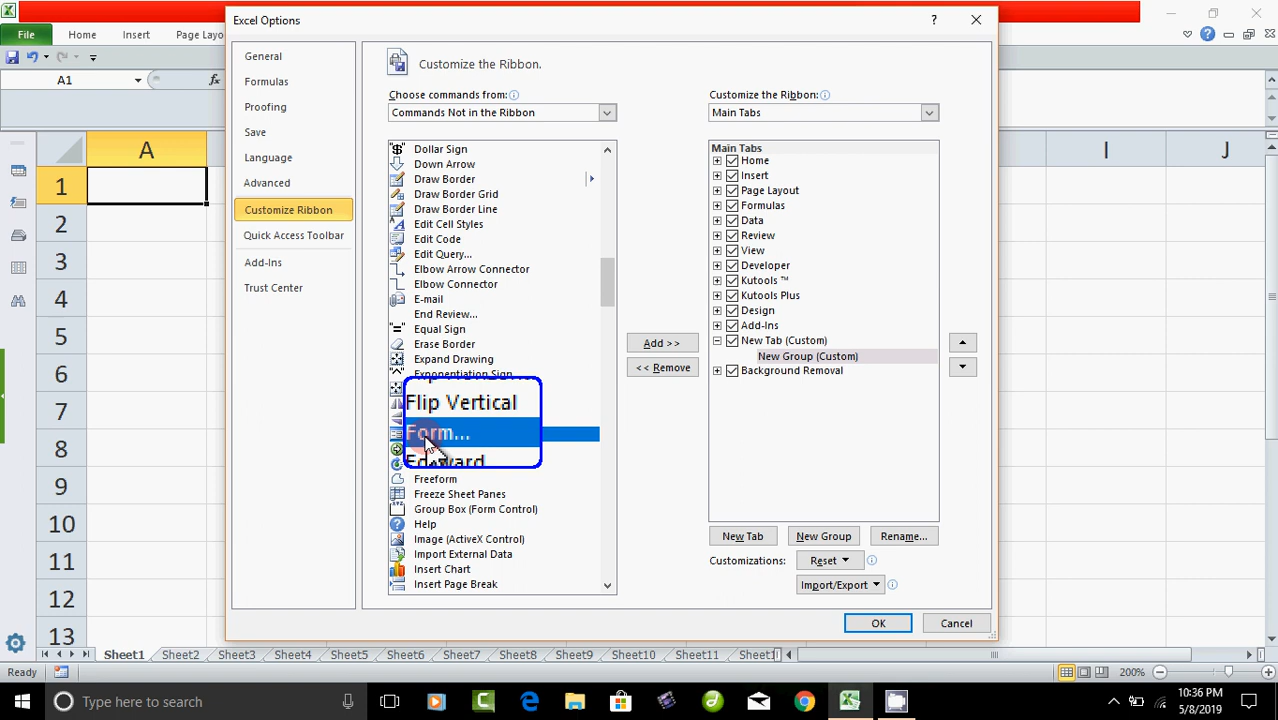 Excel Options
?
File
Home
Insert
Page Layo
A1
fx
General
Formulas
Proofing
Save
Language
Advanced
Customize Ribbon
Quick Access Toolbar
Add-Ins
Trust Center
Customize the Ribbon.
Choose commands from:
Commands Not in the Ribbon
"$" Dollar Sign
Down Arrow
Draw Border
Draw Border Grid
Draw Border Line
Edit Cell Styles
Edit Code
Edit Query...
Elbow Arrow Connector
Elbow Connector
E-mail
End Review...
"=" Equal Sign
Erase Border
Expand Drawing
"^" Exponentiation Sign
Flip Vertical
Form...
Forward
Freeform
Freeze Sheet Panes
Group Box (Form Control)
Help
Image (ActiveX Control)
Import External Data
Insert Chart
Insert Page Break
Add >>
<< Remove
Customize the Ribbon:
Main Tabs
Main Tabs
Home
Insert
Page Layout
Formulas
Data
Review
View
Developer
Kutools ™
Kutools Plus
Design
Add-Ins
New Tab (Custom)
New Group (Custom)
Background Removal
New Tab
New Group
Rename...
Customizations:
Reset
Import/Export
OK
Cancel
A
I
J
1
2
3
4
5
6
7
8
9
10
11
12
13
Sheet1
Sheet2
Sheet3
Sheet4
Sheet5
Sheet6
Sheet7
Sheet8
Sheet9
Sheet10
Sheet11
Sheet1
Ready
200%
Type here to search
10:36 PM
5/8/2019